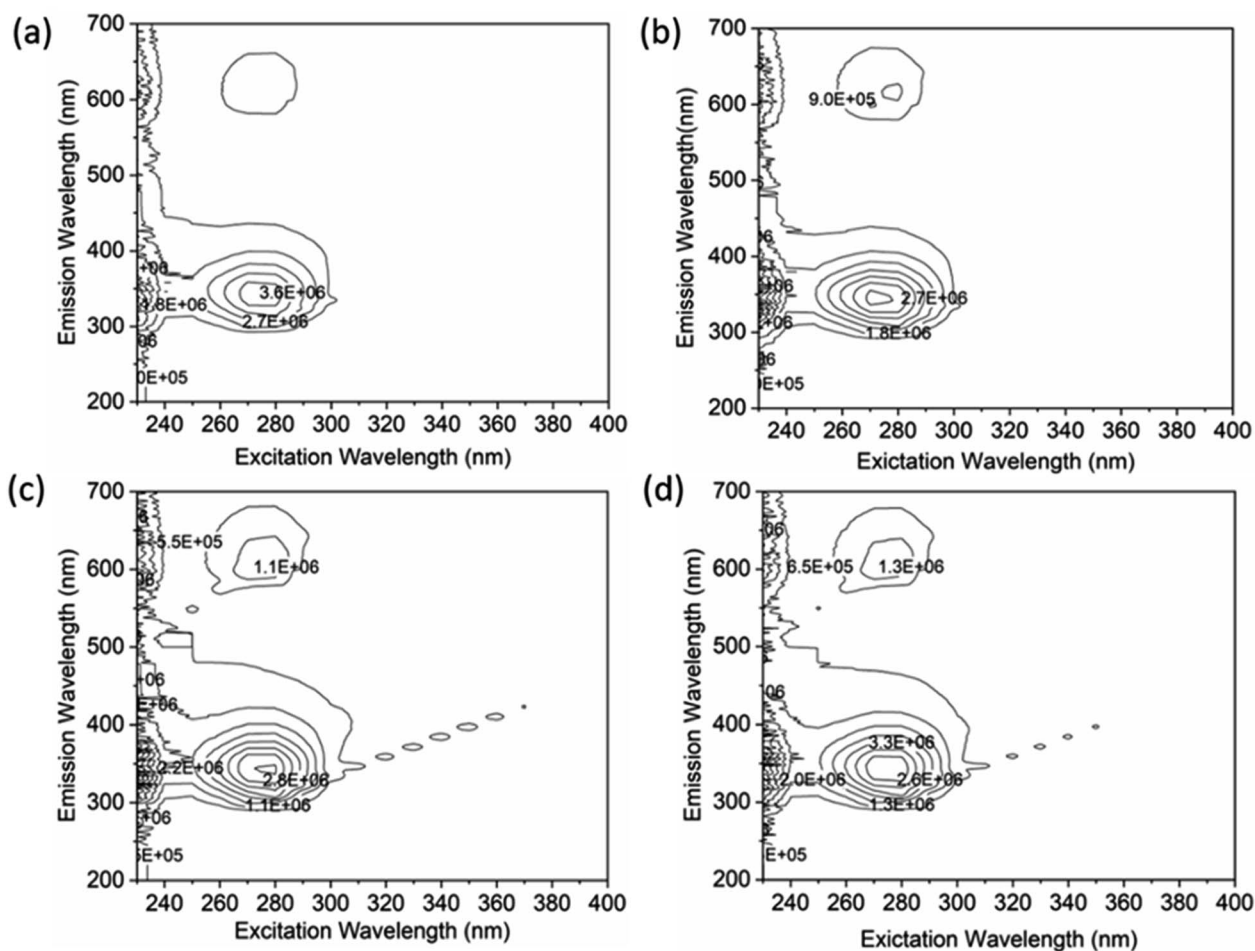 (a)
700
600
500
400
300
200
Emission Wavelength (nm)
+06
1.8E+06
06
0E+05
3.6E+06
2.7E+06
240 260 280 300 320 340 360 380 400
Excitation Wavelength (nm)
(b)
700
600
500
400
300
200
Emission Wavelength(nm)
9.0E+05
+06
+06
0E+05
2.7E+06
1.8E+06
240 260 280 300 320 340 360 380 400
Exictation Wavelength (nm)
(c)
700
600
500
400
300
200
Emission Wavelength (nm)
5.5E+05
1.1E+06
+06
E+06
2.2E+06
2.8E+06
1.1E+06
+06
5E+05
240 260 280 300 320 340 360 380 400
Excitation Wavelength (nm)
(d)
700
600
500
400
300
200
Emission Wavelength (nm)
06
6.5E+05
1.3E+06
06
3.3E+06
2.0E+06
2.6E+06
1.3E+06
E+05
240 260 280 300 320 340 360 380 400
Exictation Wavelength (nm)